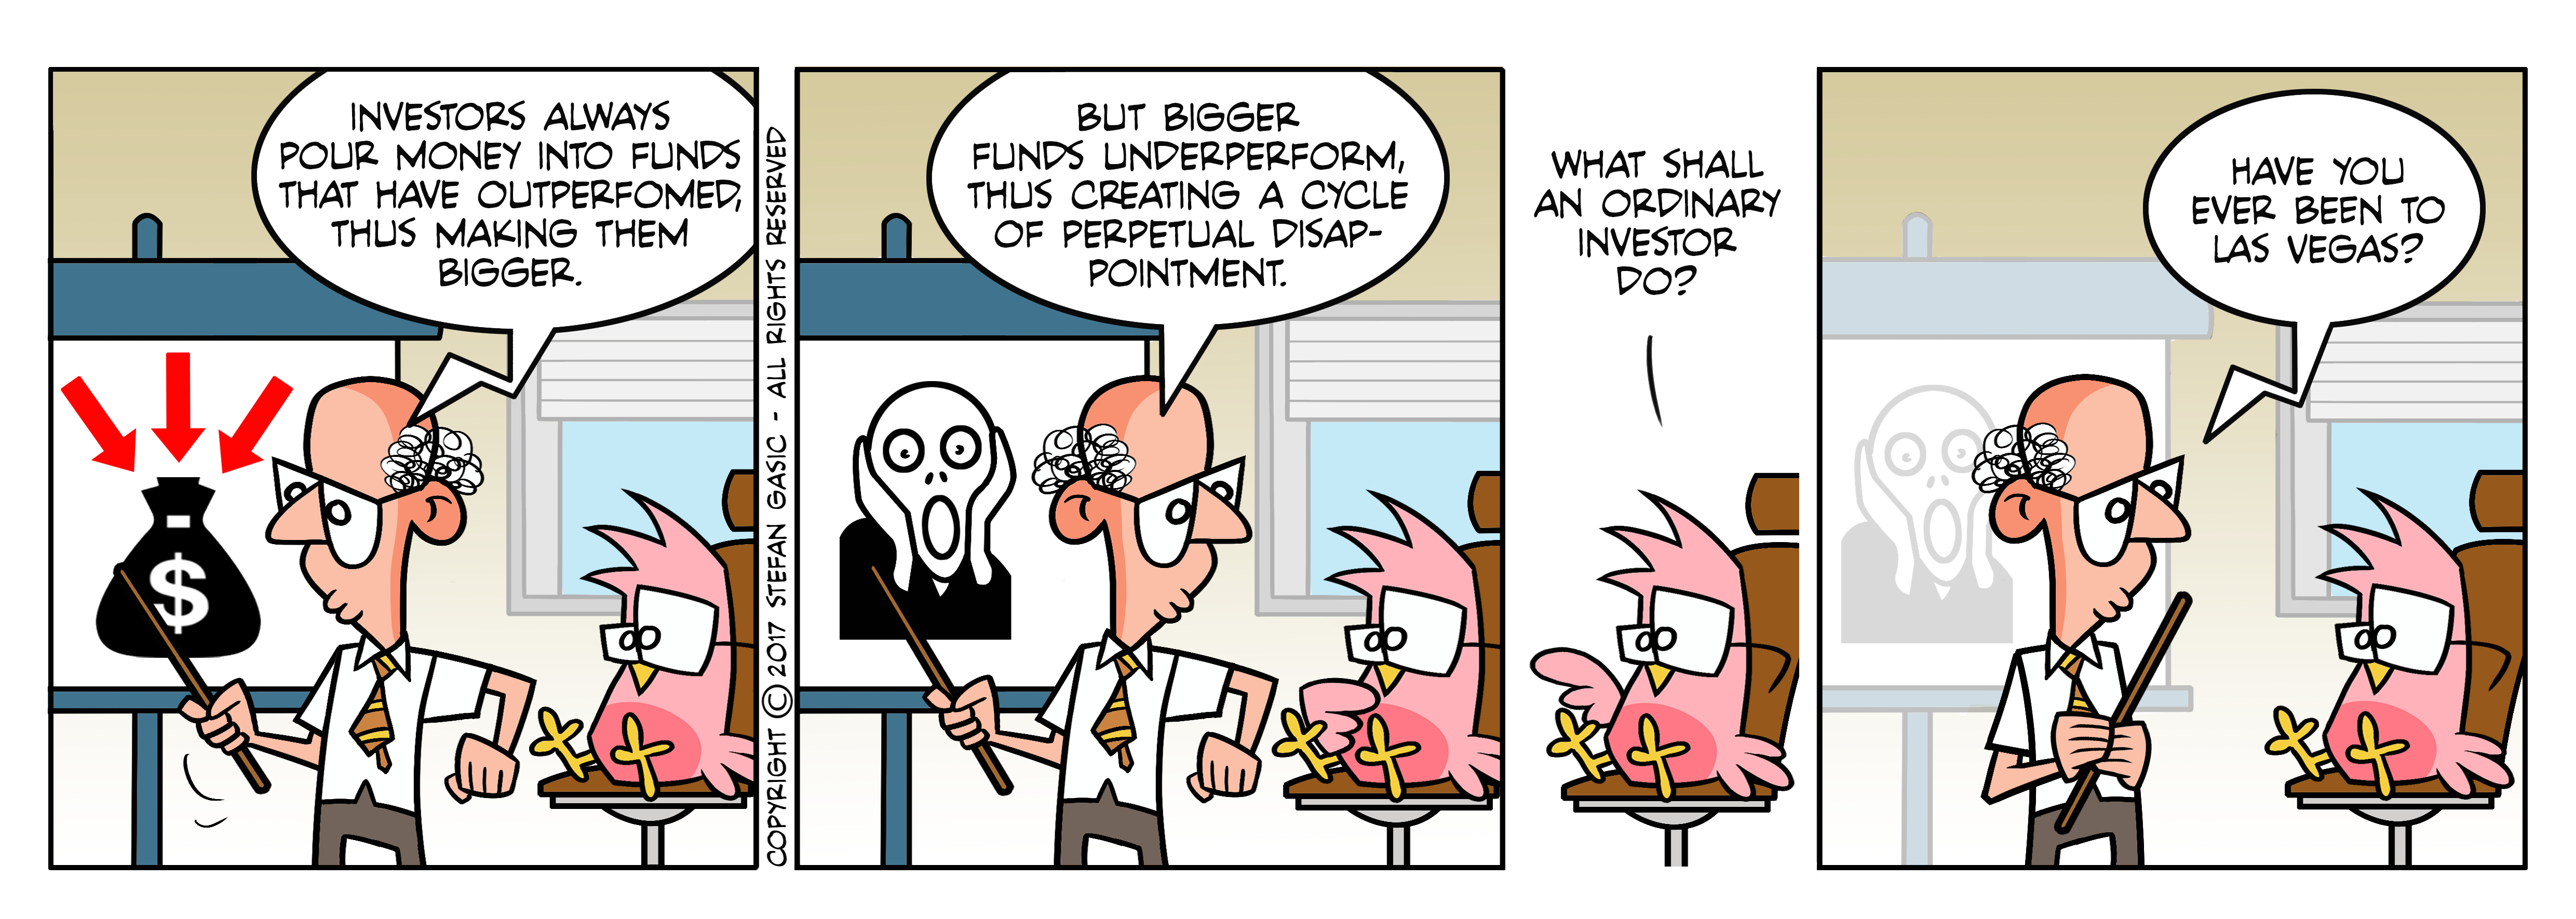 INVESTORS ALWAYS
POUR MONEY INTO FUNDS
THAT HAVE OUTPERFOMED,
THUS MAKING THEM
BIGGER.
$
COPYRIGHT © 2017 STEFAN GASIC - ALL RIGHTS RESERVED
BUT BIGGER
FUNDS UNDERPERFORM,
THUS CREATING A CYCLE
OF PERPETUAL DISAP-
POINTMENT.
WHAT SHALL
AN ORDINARY
INVESTOR
DO?
HAVE YOU
EVER BEEN TO
LAS VEGAS?